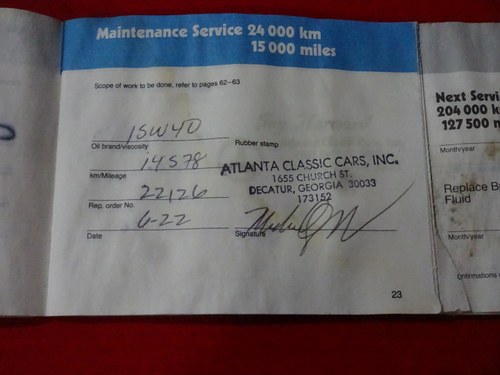 Maintenance Service 24 000 km
15 000 miles
Scope of work to be done, refer to pages 62–63
15W40
Oil brand/viscosity
Rubber stamp
14578
km/Mileage
ATLANTA CLASSIC CARS, INC.
1655 CHURCH ST.
DECATUR, GEORGIA 30033
173152
22126
Rep. order No.
6-22
Date
Signature
23
Next Servi
204 000 k
127 500 m
Month/year
Replace B
Fluid
Month/year